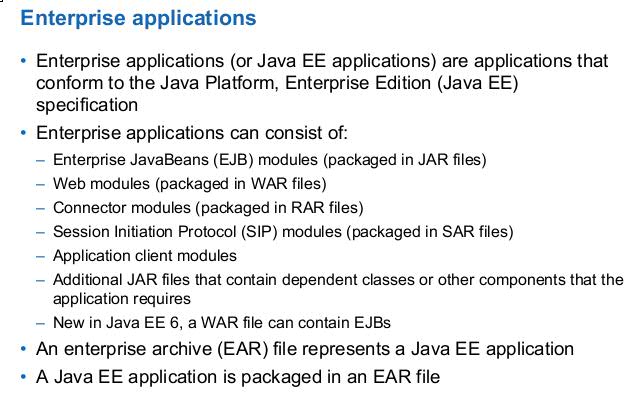 Enterprise applications
• Enterprise applications (or Java EE applications) are applications that
conform to the Java Platform, Enterprise Edition (Java EE)
specification
• Enterprise applications can consist of:
– Enterprise JavaBeans (EJB) modules (packaged in JAR files)
– Web modules (packaged in WAR files)
– Connector modules (packaged in RAR files)
– Session Initiation Protocol (SIP) modules (packaged in SAR files)
– Application client modules
– Additional JAR files that contain dependent classes or other components that the
application requires
– New in Java EE 6, a WAR file can contain EJBs
• An enterprise archive (EAR) file represents a Java EE application
• A Java EE application is packaged in an EAR file